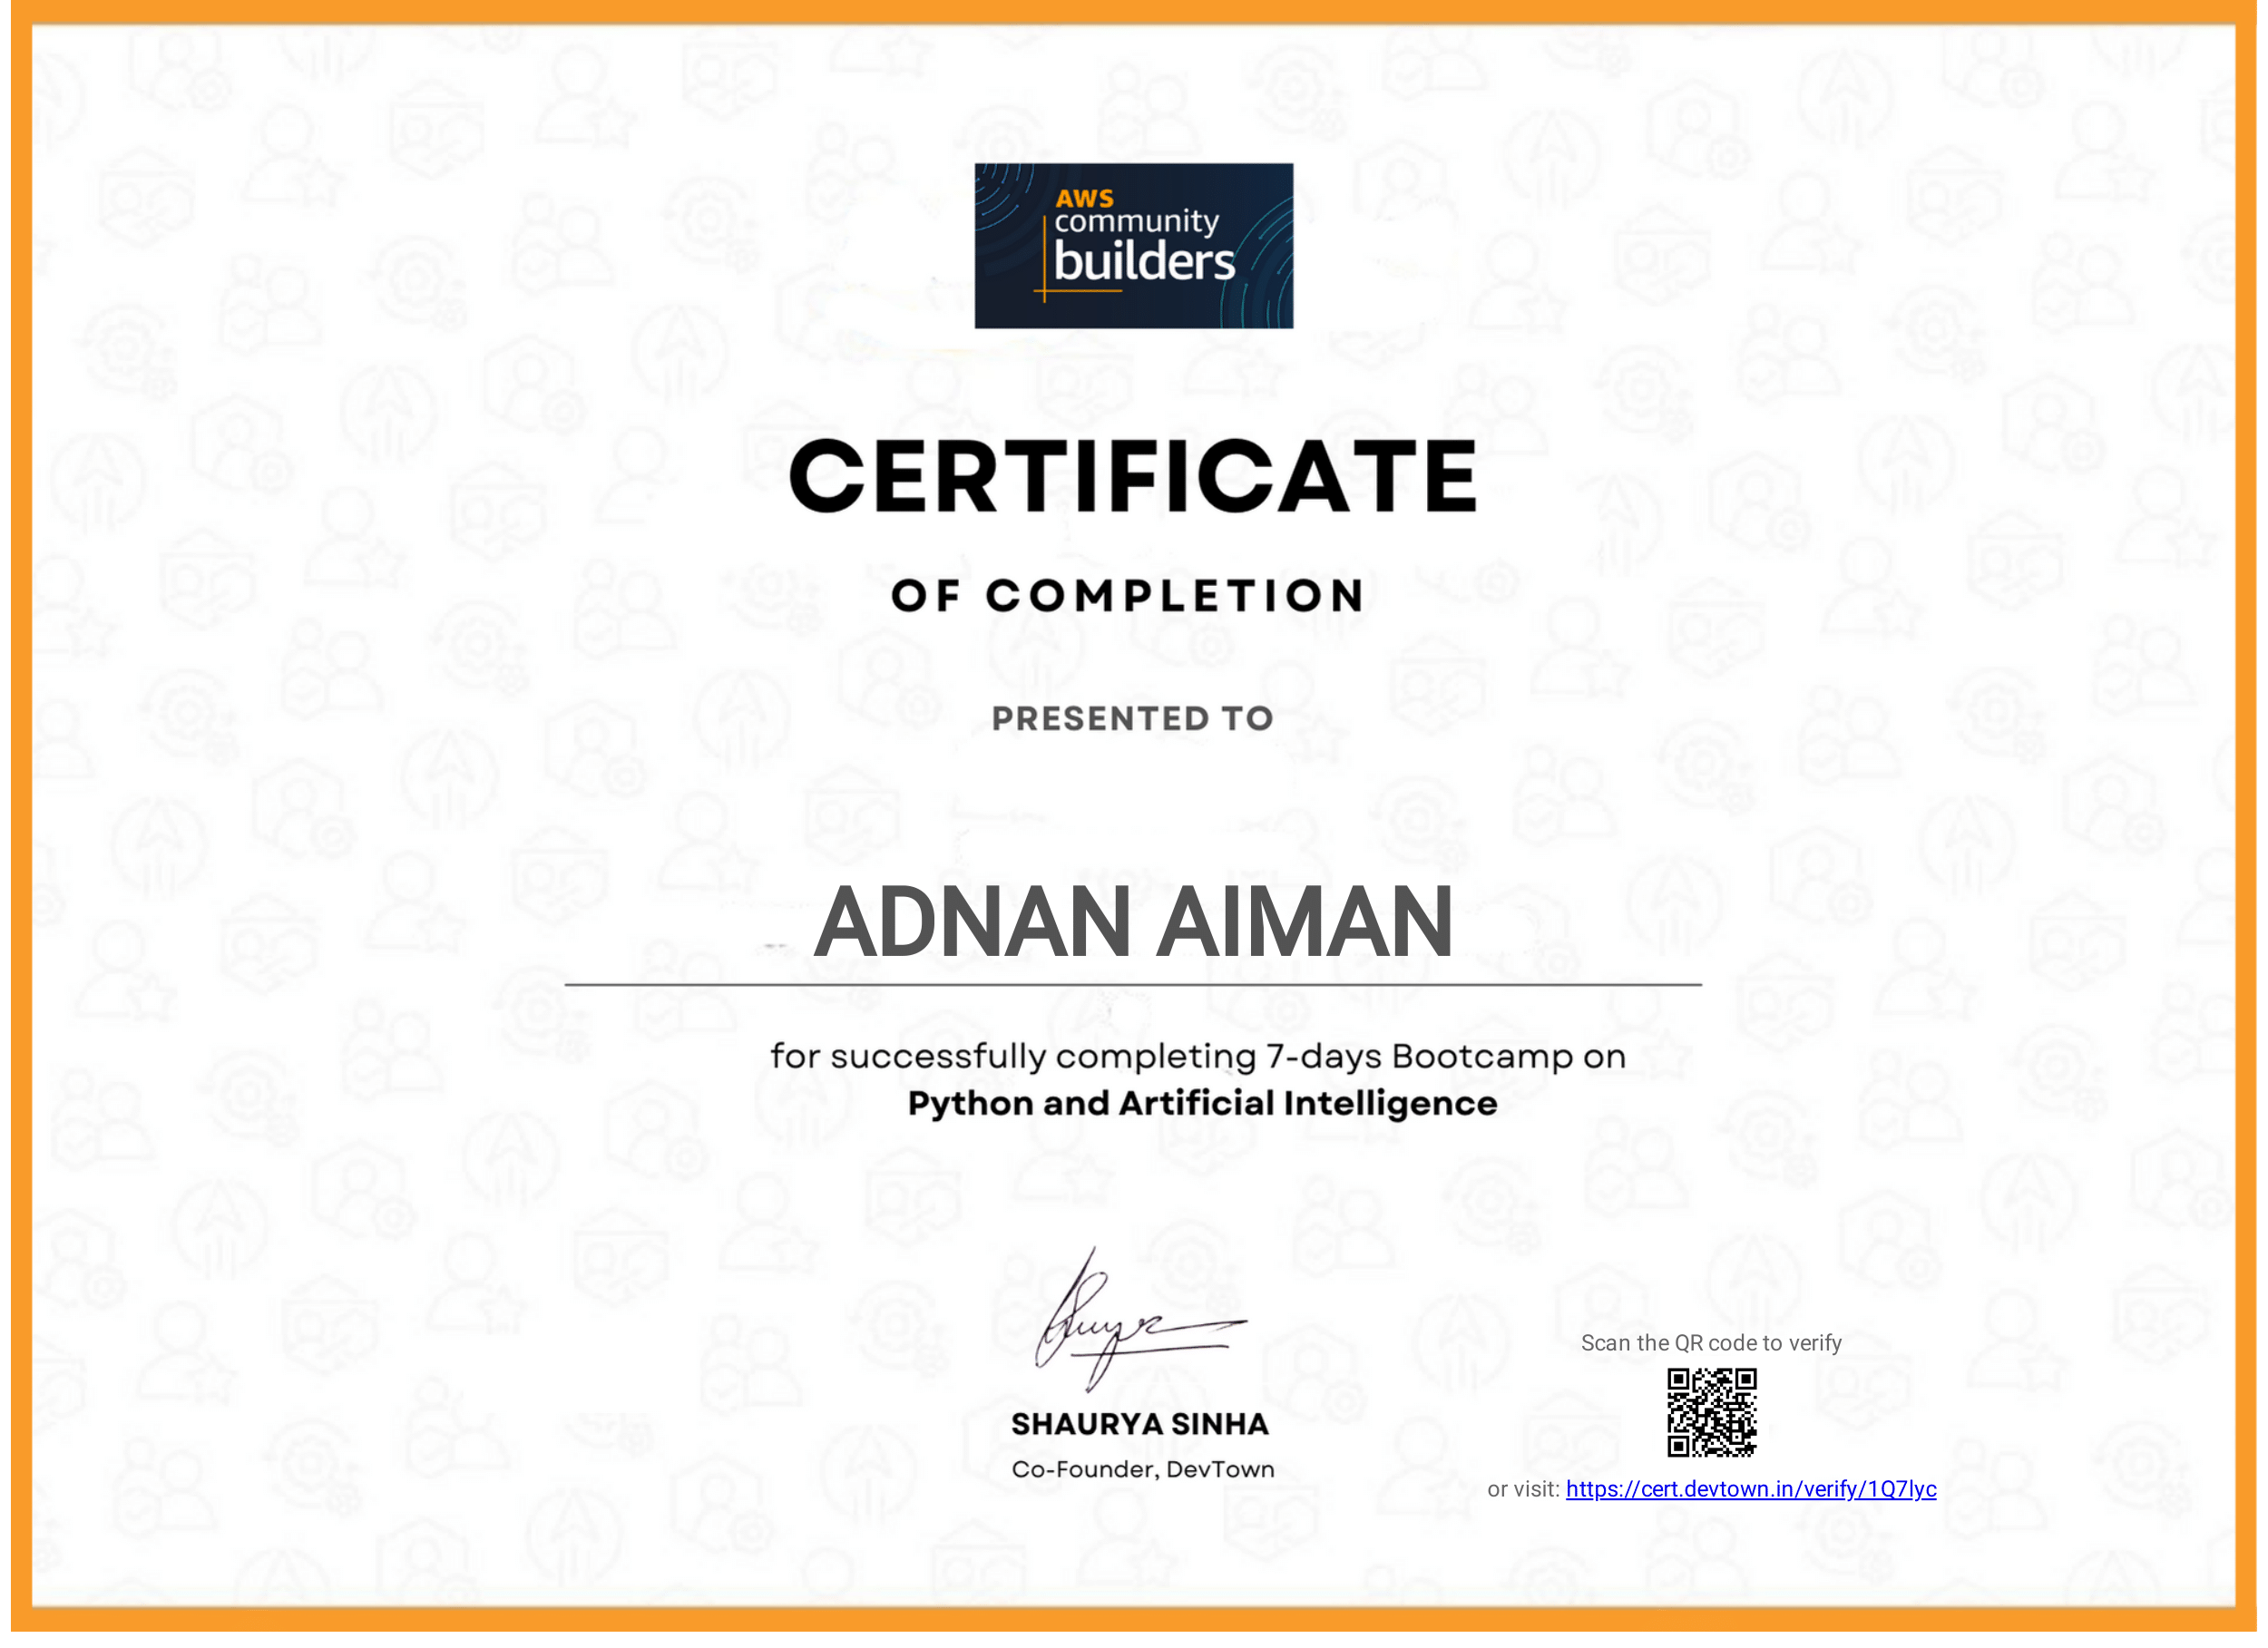 AWS
community
builders
CERTIFICATE
OF COMPLETION
PRESENTED TO
ADNAN AIMAN
for successfully completing 7-days Bootcamp on
Python and Artificial Intelligence
SHAURYA SINHA
Co-Founder, DevTown
Scan the QR code to verify
or visit: https://cert.devtown.in/verify/1Q7lyc